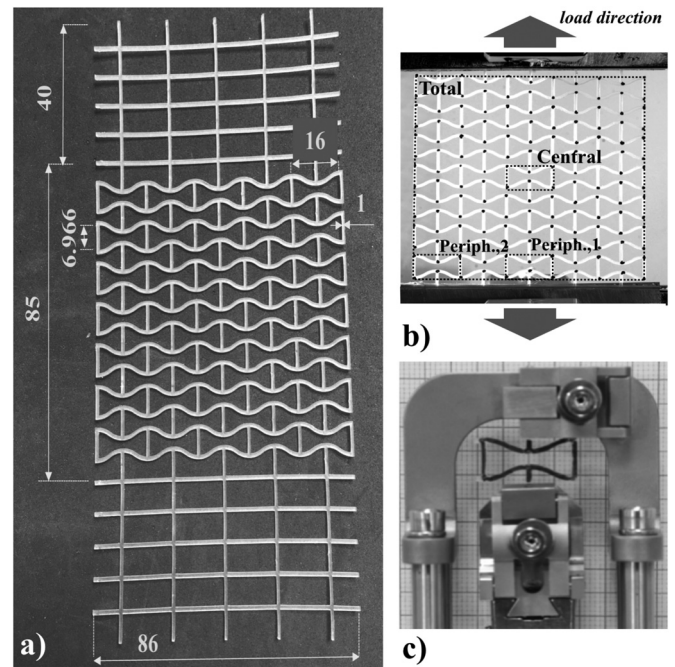 40
16
1
6.966
85
86
a)
load direction
Total
Central
Periph.,2 Periph.,1
b)
c)